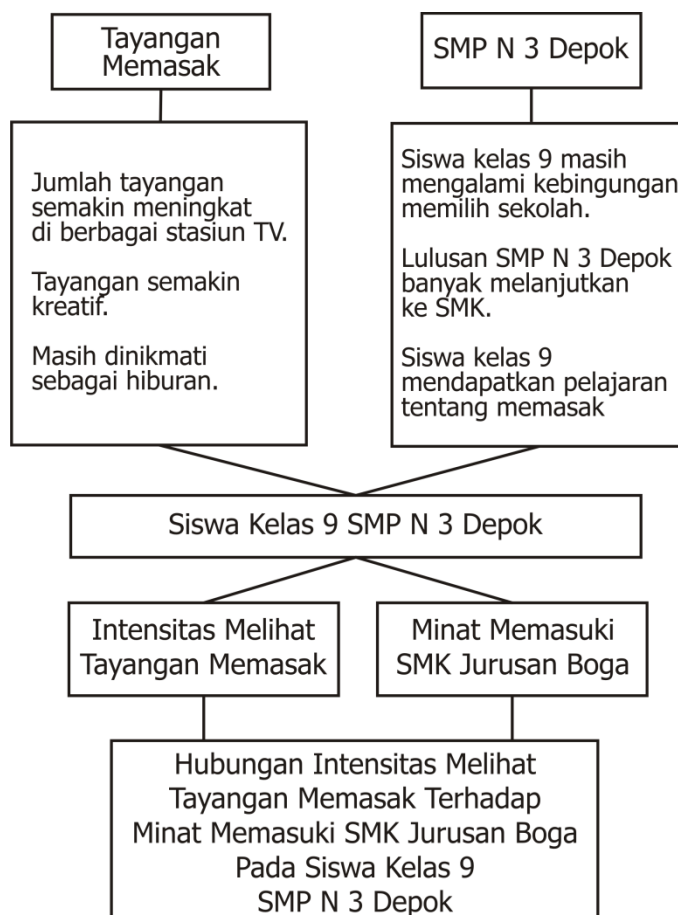 Tayangan
Memasak
SMP N 3 Depok
Jumlah tayangan
semakin meningkat
di berbagai stasiun TV.
Tayangan semakin
kreatif.
Masih dinikmati
sebagai hiburan.
Siswa kelas 9 masih
mengalami kebingungan
memilih sekolah.
Lulusan SMP N 3 Depok
banyak melanjutkan
ke SMK.
Siswa kelas 9
mendapatkan pelajaran
tentang memasak
Siswa Kelas 9 SMP N 3 Depok
Intensitas Melihat
Tayangan Memasak
Minat Memasuki
SMK Jurusan Boga
Hubungan Intensitas Melihat
Tayangan Memasak Terhadap
Minat Memasuki SMK Jurusan Boga
Pada Siswa Kelas 9
SMP N 3 Depok